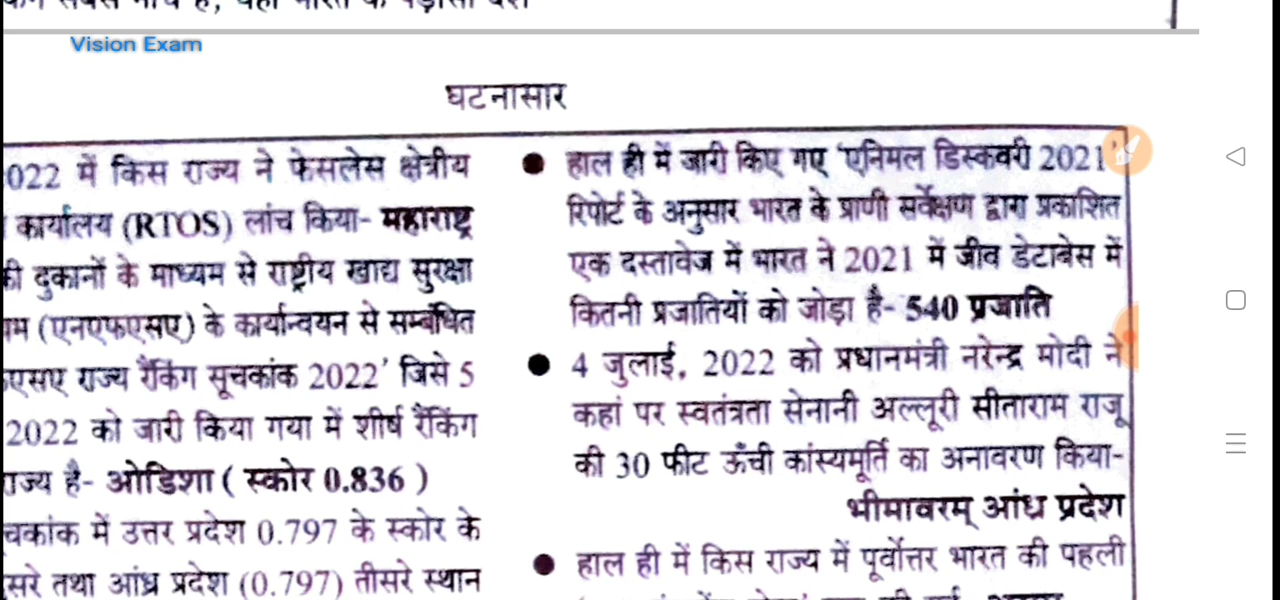 Vision Exam
घटनासार
022 में किस राज्य ने फेसलेस क्षेत्रीय
कार्यालय (RTOS) लांच किया- महाराष्ट्र
की दुकानों के माध्यम से राष्ट्रीय खाद्य सुरक्षा
यम (एनएफएसए) के कार्यान्वयन से सम्बंधित
एसए राज्य रैंकिंग सूचकांक 2022' जिसे 5
2022 को जारी किया गया में शीर्ष रैंकिंग
राज्य है- ओडिशा ( स्कोर 0.836 )
चकांक में उत्तर प्रदेश 0.797 के स्कोर के
सरे तथा आंध्र प्रदेश (0.797) तीसरे स्थान
● हाल ही में जारी किए गए 'एनिमल डिस्कवरी 2021'
रिपोर्ट के अनुसार भारत के प्राणी सर्वेक्षण द्वारा प्रकाशित
एक दस्तावेज में भारत ने 2021 में जीव डेटाबेस में
कितनी प्रजातियों को जोड़ा है- 540 प्रजाति
● 4 जुलाई, 2022 को प्रधानमंत्री नरेन्द्र मोदी ने
कहां पर स्वतंत्रता सेनानी अल्लूरी सीताराम राजू
की 30 फीट ऊँची कांस्यमूर्ति का अनावरण किया-
भीमावरम् आंध्र प्रदेश
● हाल ही में किस राज्य में पूर्वोत्तर भारत की पहली